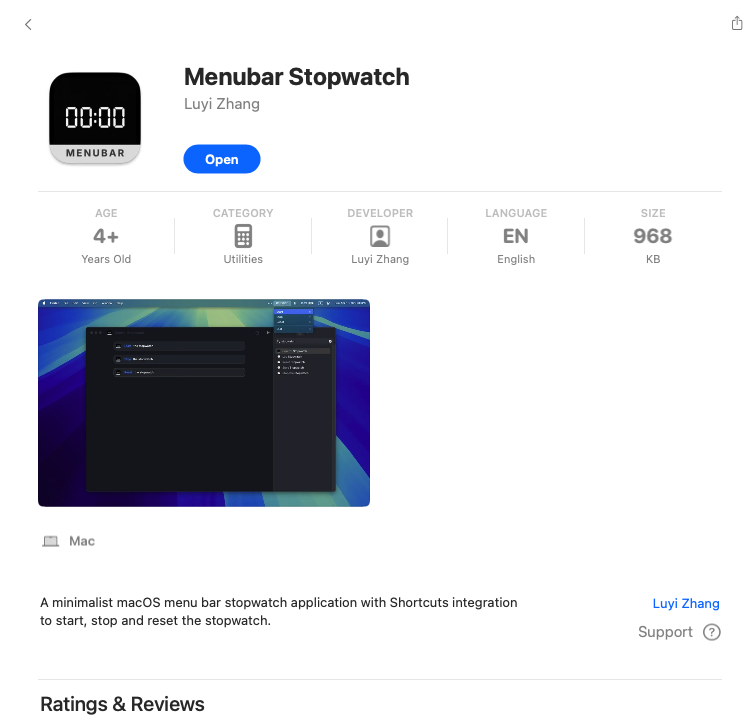 Menubar Stopwatch
Luyi Zhang
00:00
MENUBAR
Open
AGE
4+
Years Old
CATEGORY
Utilities
DEVELOPER
Luyi Zhang
LANGUAGE
EN
English
SIZE
968
KB
Mac
A minimalist macOS menu bar stopwatch application with Shortcuts integration
to start, stop and reset the stopwatch.
Luyi Zhang
Support ?
Ratings & Reviews